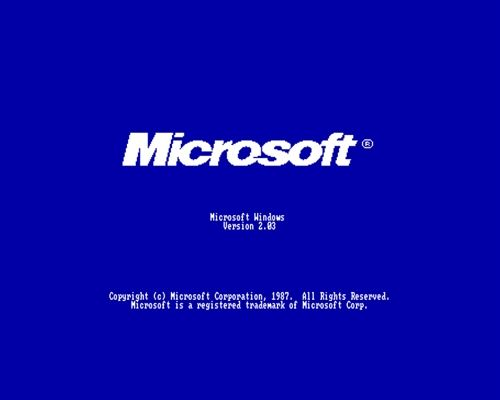 Microsoft®
Microsoft Windows
Version 2.03
Copyright (c) Microsoft Corporation, 1987. All Rights Reserved.
Microsoft is a registered trademark of Microsoft Corp.